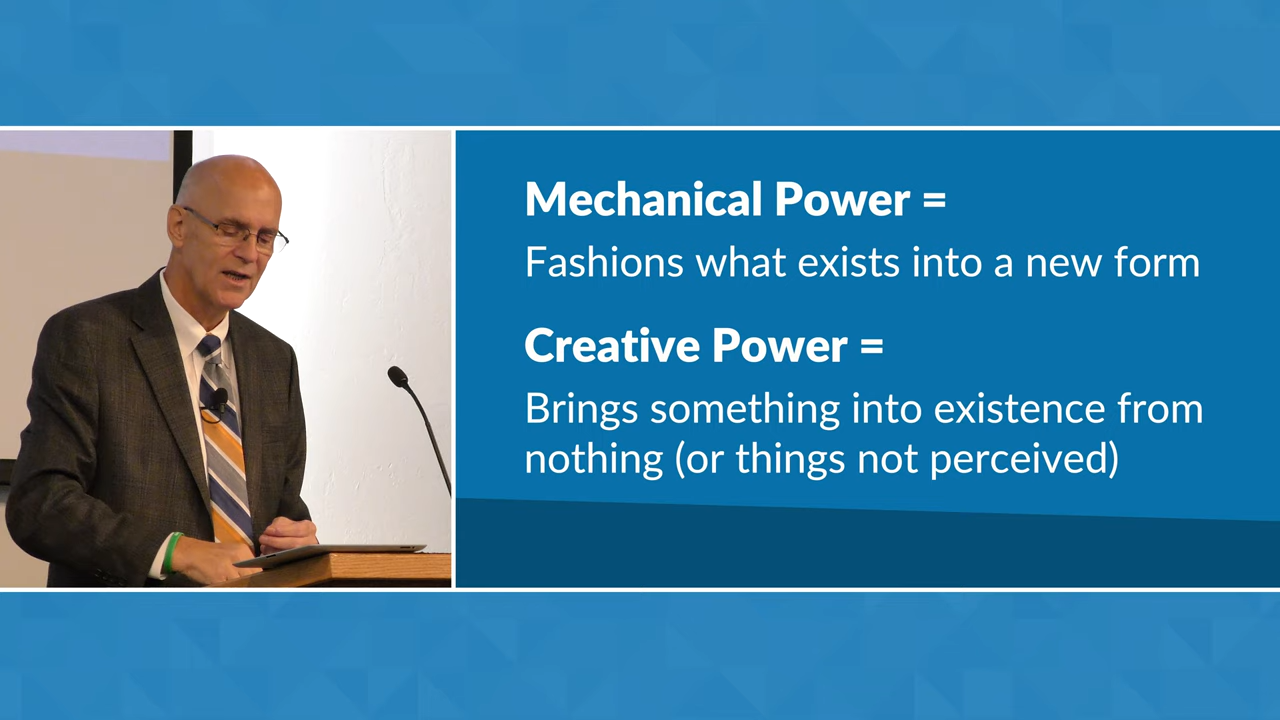 Mechanical Power =
Fashions what exists into a new form
Creative Power =
Brings something into existence from
nothing (or things not perceived)